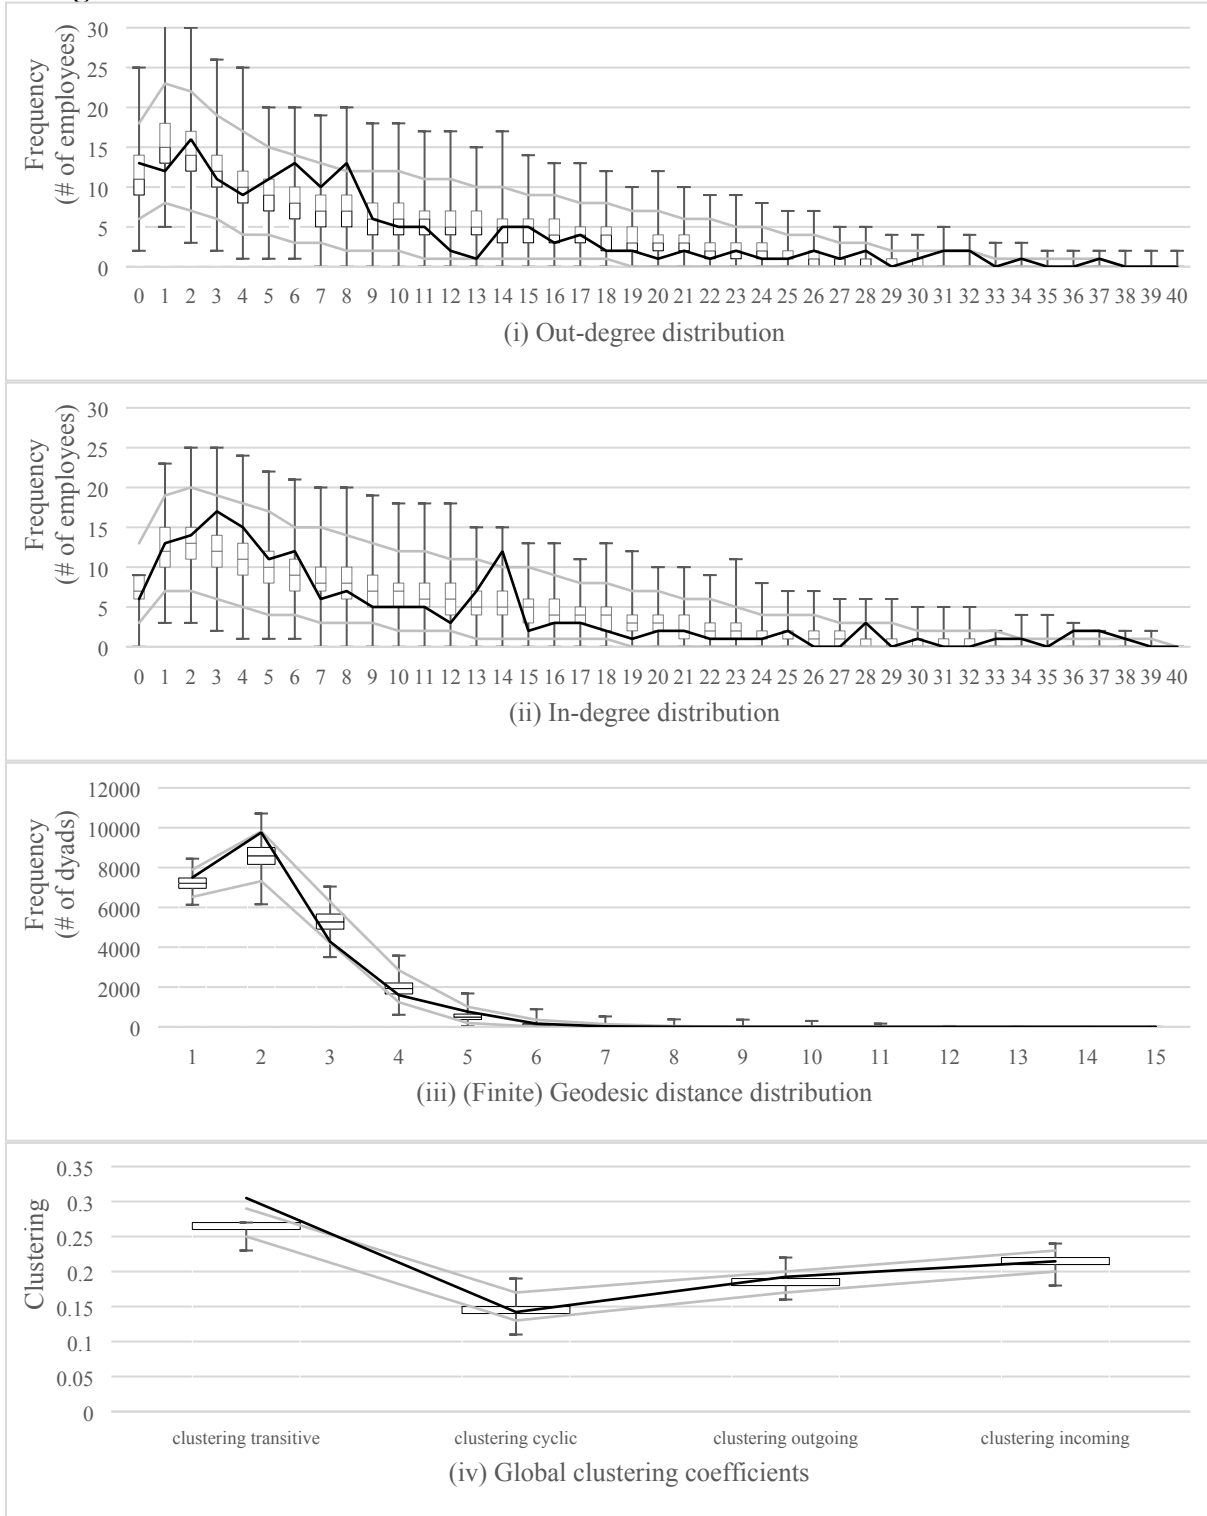 Frequency
(# of employees)
30
25
20
15
10
5
0
0 1 2 3 4 5 6 7 8 9 10 11 12 13 14 15 16 17 18 19 20 21 22 23 24 25 26 27 28 29 30 31 32 33 34 35 36 37 38 39 40
(i) Out-degree distribution
Frequency
(# of employees)
30
25
20
15
10
5
0
0 1 2 3 4 5 6 7 8 9 10 11 12 13 14 15 16 17 18 19 20 21 22 23 24 25 26 27 28 29 30 31 32 33 34 35 36 37 38 39 40
(ii) In-degree distribution
Frequency
(# of dyads)
12000
10000
8000
6000
4000
2000
0
1 2 3 4 5 6 7 8 9 10 11 12 13 14 15
(iii) (Finite) Geodesic distance distribution
Clustering
0.35
0.3
0.25
0.2
0.15
0.1
0.05
0
clustering transitive clustering cyclic clustering outgoing clustering incoming
(iv) Global clustering coefficients